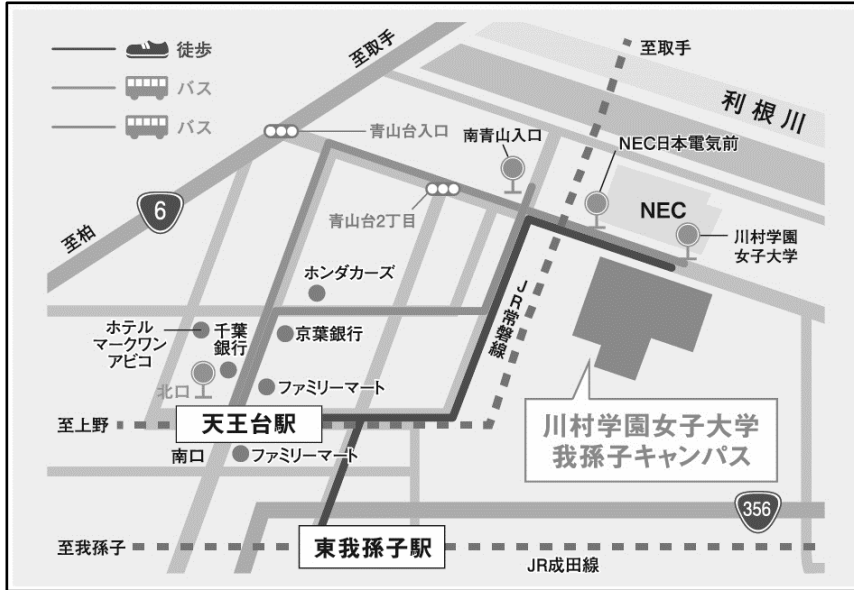 徒歩
バス
バス
至取手
至取手
利根川
青山台入口
南青山入口
NEC日本電気前
6
青山台2丁目
NEC
川村学園
女子大学
至柏
ホンダカーズ
JR常磐線
ホテル
マークワン
アビコ
千葉
銀行
京葉銀行
北口
ファミリーマート
至上野
天王台駅
川村学園女子大学
我孫子キャンパス
南口
ファミリーマート
356
至我孫子
東我孫子駅
JR成田線